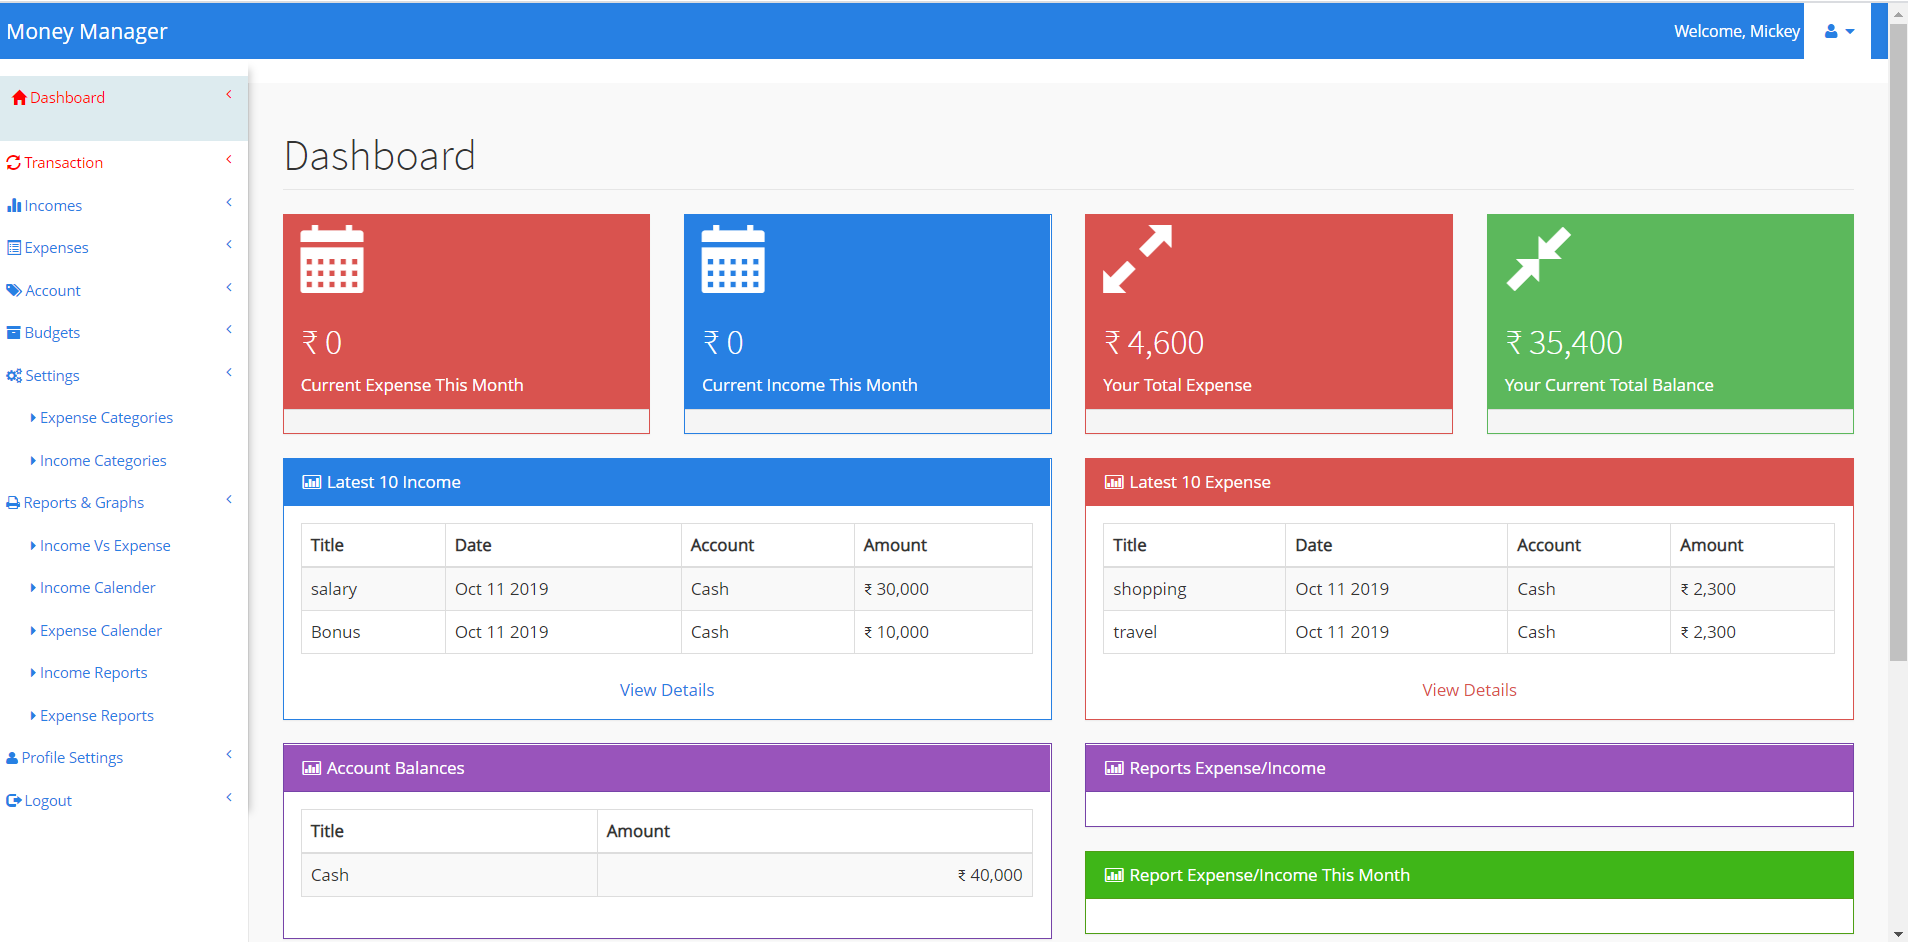 Money Manager
Welcome, Mickey
Dashboard
Transaction
Incomes
Expenses
Account
Budgets
Settings
Expense Categories
Income Categories
Reports & Graphs
Income Vs Expense
Income Calender
Expense Calender
Income Reports
Expense Reports
Profile Settings
Logout
Dashboard
₹ 0
Current Expense This Month
₹ 0
Current Income This Month
₹ 4,600
Your Total Expense
₹ 35,400
Your Current Total Balance
Latest 10 Income
Title Date Account Amount
salary Oct 11 2019 Cash ₹ 30,000
Bonus Oct 11 2019 Cash ₹ 10,000
View Details
Latest 10 Expense
Title Date Account Amount
shopping Oct 11 2019 Cash ₹ 2,300
travel Oct 11 2019 Cash ₹ 2,300
View Details
Account Balances
Title Amount
Cash ₹ 40,000
Reports Expense/Income
Report Expense/Income This Month